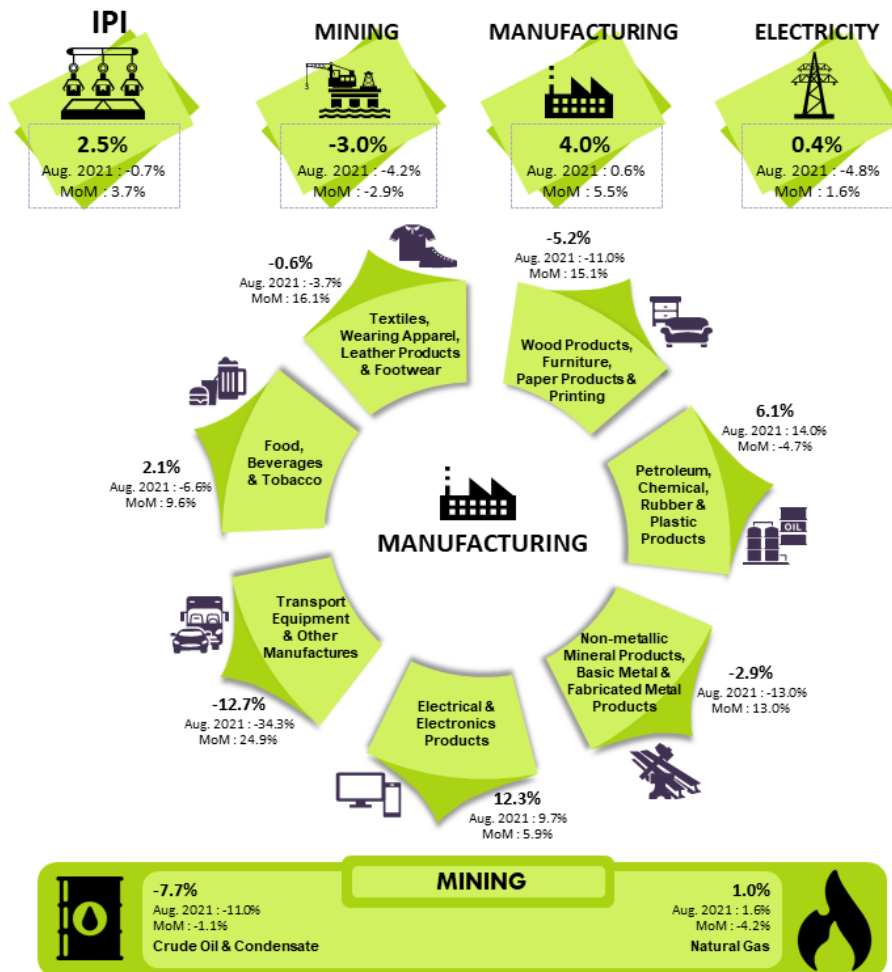 IPI
2.5%
Aug. 2021 : -0.7%
MoM : 3.7%
MINING
-3.0%
Aug. 2021 : -4.2%
MoM : -2.9%
MANUFACTURING
4.0%
Aug. 2021 : 0.6%
MoM : 5.5%
ELECTRICITY
0.4%
Aug. 2021 : -4.8%
MoM : 1.6%
-0.6%
Aug. 2021 : -3.7%
MoM : 16.1%
Textiles,
Wearing Apparel,
Leather Products
& Footwear
-5.2%
Aug. 2021 : -11.0%
MoM : 15.1%
Wood Products,
Furniture,
Paper Products &
Printing
6.1%
Aug. 2021 : 14.0%
MoM : -4.7%
Petroleum,
Chemical,
Rubber &
Plastic
Products
OIL
2.1%
Aug. 2021 : -6.6%
MoM : 9.6%
Food,
Beverages
& Tobacco
MANUFACTURING
Transport
Equipment
& Other
Manufactures
-12.7%
Aug. 2021 : -34.3%
MoM : 24.9%
Electrical &
Electronics
Products
12.3%
Aug. 2021 : 9.7%
MoM : 5.9%
Non-metallic
Mineral Products,
Basic Metal &
Fabricated Metal
Products
-2.9%
Aug. 2021 : -13.0%
MoM : 13.0%
MINING
-7.7%
Aug. 2021 : -11.0%
MoM : -1.1%
Crude Oil & Condensate
1.0%
Aug. 2021 : 1.6%
MoM : -4.2%
Natural Gas